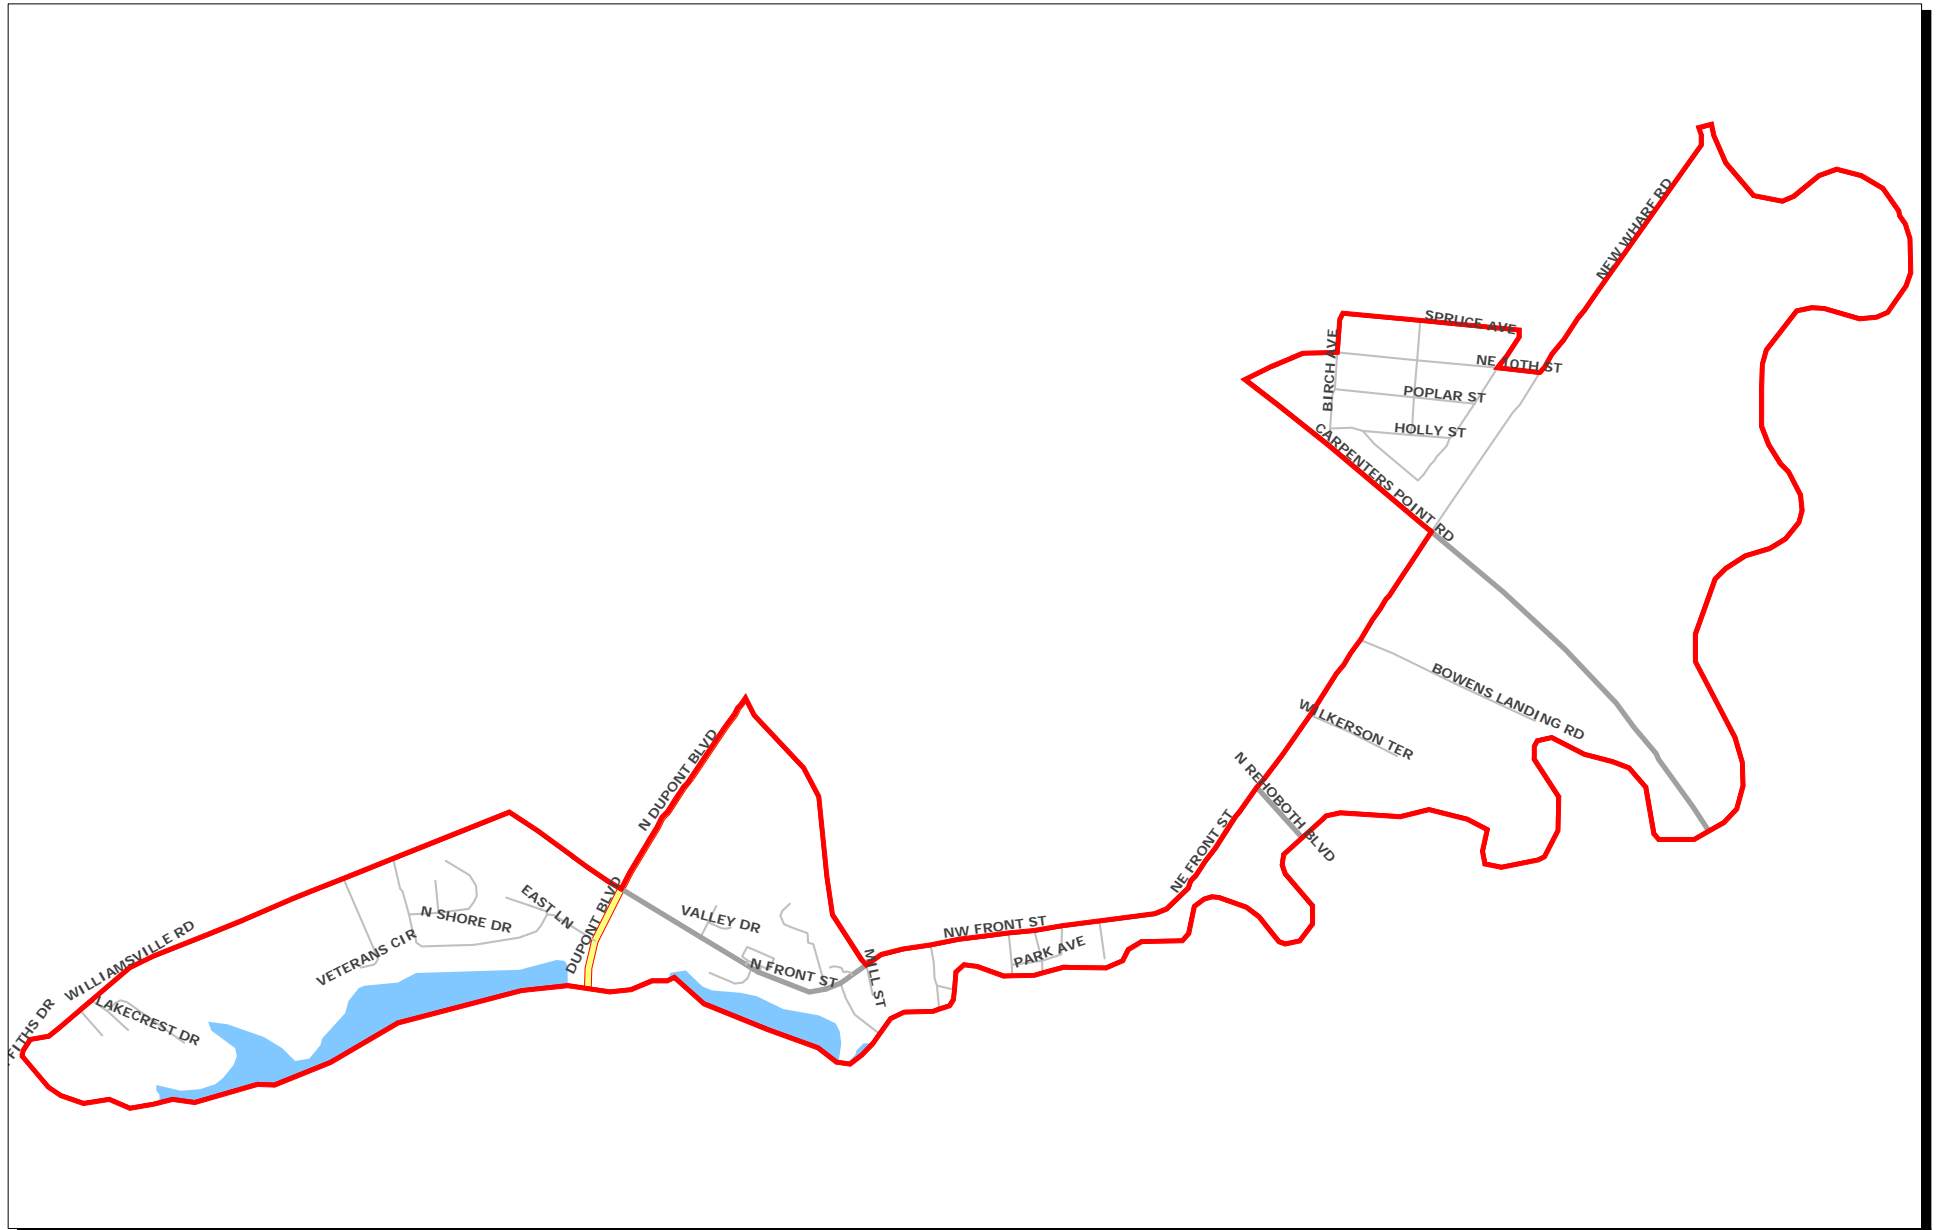 NEW WHARF RD
SPRUCE AVE
BIRCH AVE
NE 10TH ST
POPLAR ST
HOLLY ST
CARPENTERS POINT RD
BOWENS LANDING RD
WILKERSON TER
N REHOBOTH BLVD
NE FRONT ST
N DUPONT BLVD
EAST LN
DUPONT BLVD
VALLEY DR
N SHORE DR
NW FRONT ST
PARK AVE
VETERANS CIR
WILLIAMSVILLE RD
N FRONT ST
MILL ST
LAKECREST DR
FITHS DR